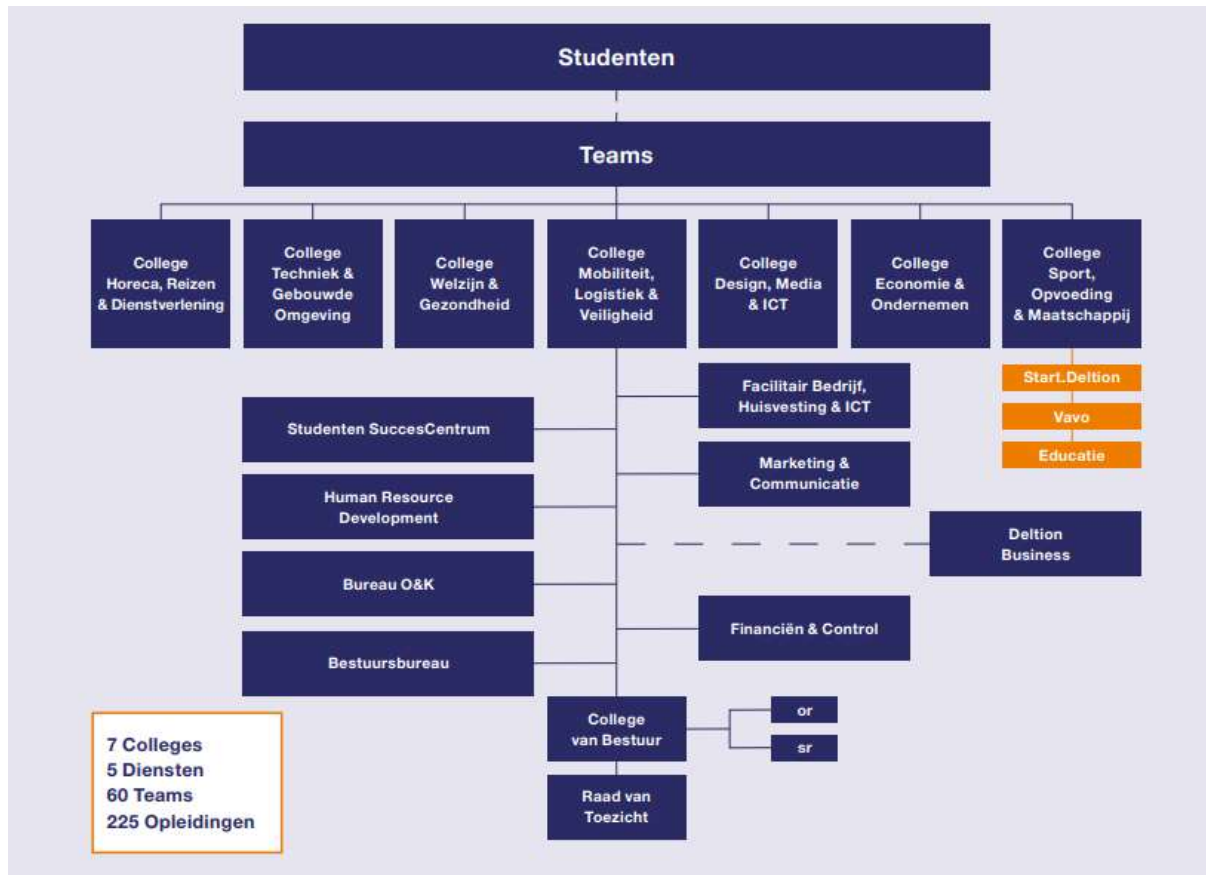 Studenten
Teams
College
Horeca, Reizen
& Dienstverlening
College
Techniek &
Gebouwde
Omgeving
College
Welzijn &
Gezondheid
College
Mobiliteit,
Logistiek &
Veiligheid
College
Design, Media
& ICT
College
Economie &
Ondernemen
College
Sport,
Opvoeding
& Maatschappij
Start.Deltion
Vavo
Educatie
Facilitair Bedrijf,
Huisvesting & ICT
Studenten SuccesCentrum
Marketing &
Communicatie
Human Resource
Development
Deltion
Business
Bureau O&K
Financiën & Control
Bestuursbureau
College
van Bestuur
or
sr
Raad van
Toezicht
7 Colleges
5 Diensten
60 Teams
225 Opleidingen